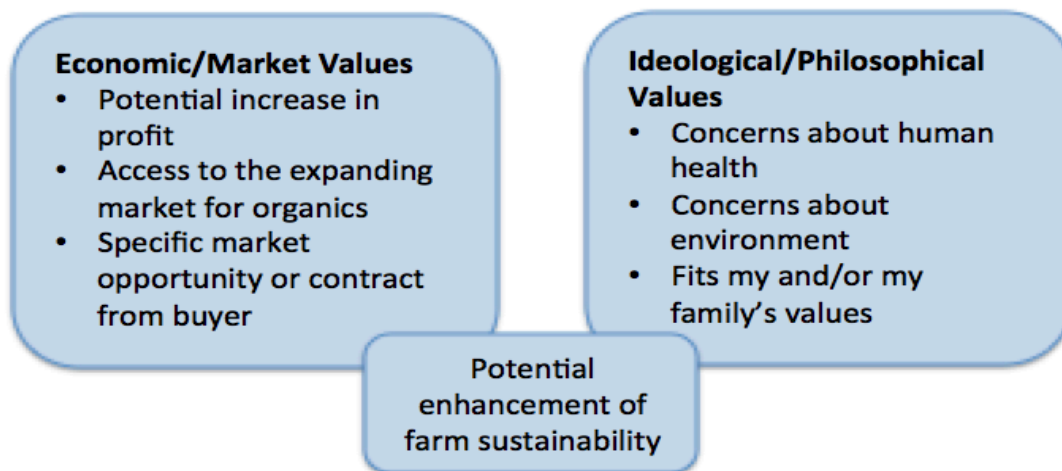 Economic/Market Values
• Potential increase in
profit
• Access to the expanding
market for organics
• Specific market
opportunity or contract
from buyer
Ideological/Philosophical
Values
• Concerns about human
health
• Concerns about
environment
• Fits my and/or my
family’s values
Potential
enhancement of
farm sustainability